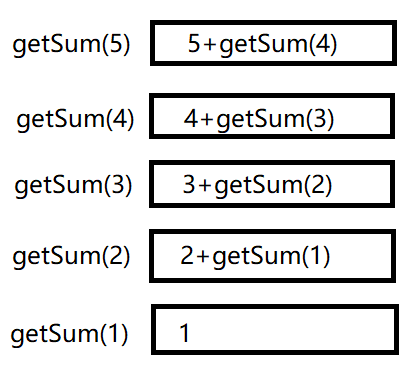 getSum(5) 5+getSum(4)
getSum(4) 4+getSum(3)
getSum(3) 3+getSum(2)
getSum(2) 2+getSum(1)
getSum(1) 1